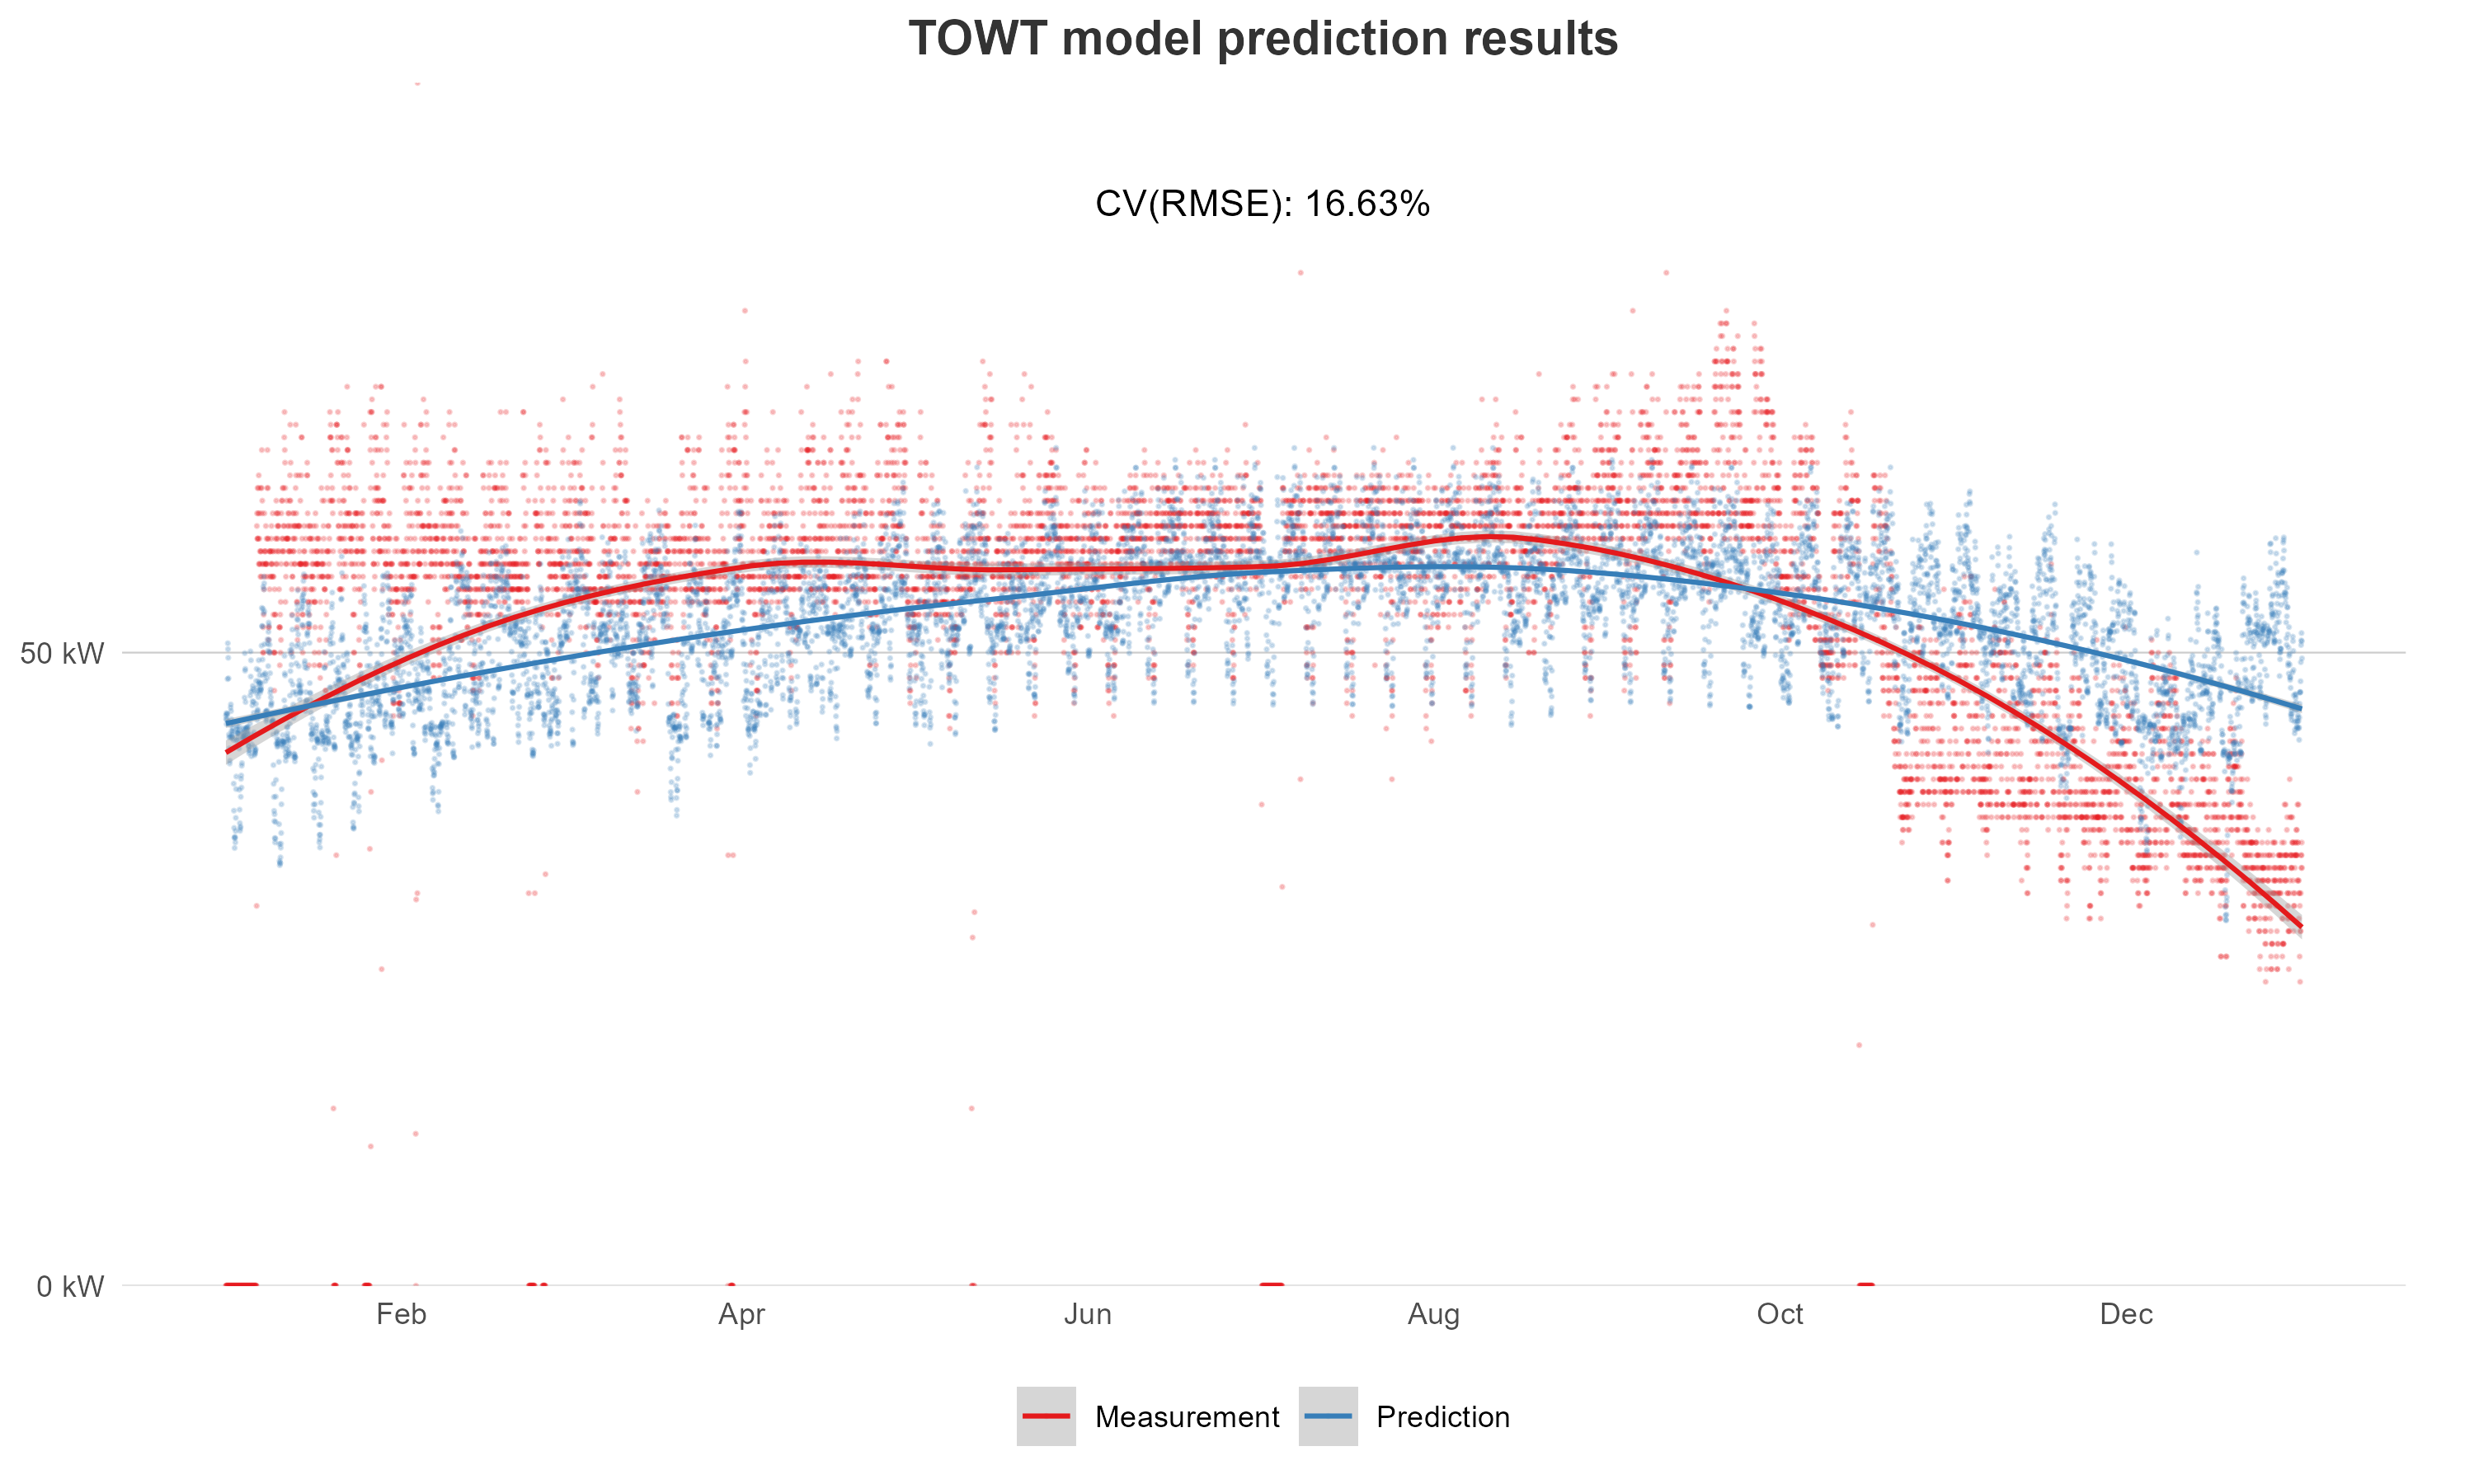 TOWT model prediction results
CV(RMSE): 16.63%
50 kW
0 kW
Feb Apr Jun Aug Oct Dec
Measurement Prediction